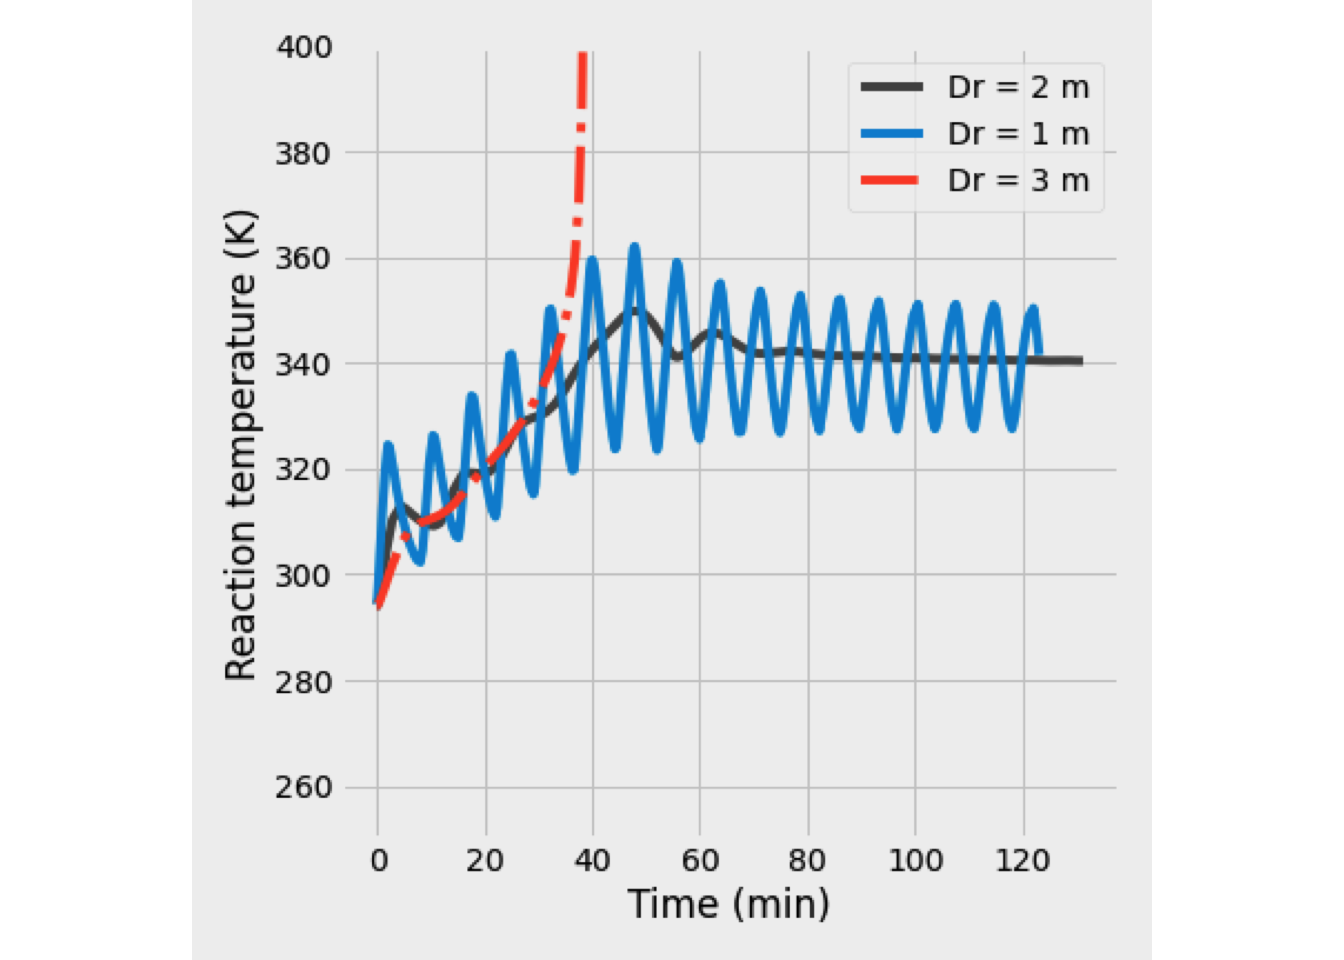 400
380
360
340
320
300
280
260
Reaction temperature (K)
Dr = 2 m
Dr = 1 m
Dr = 3 m
0 20 40 60 80 100 120
Time (min)